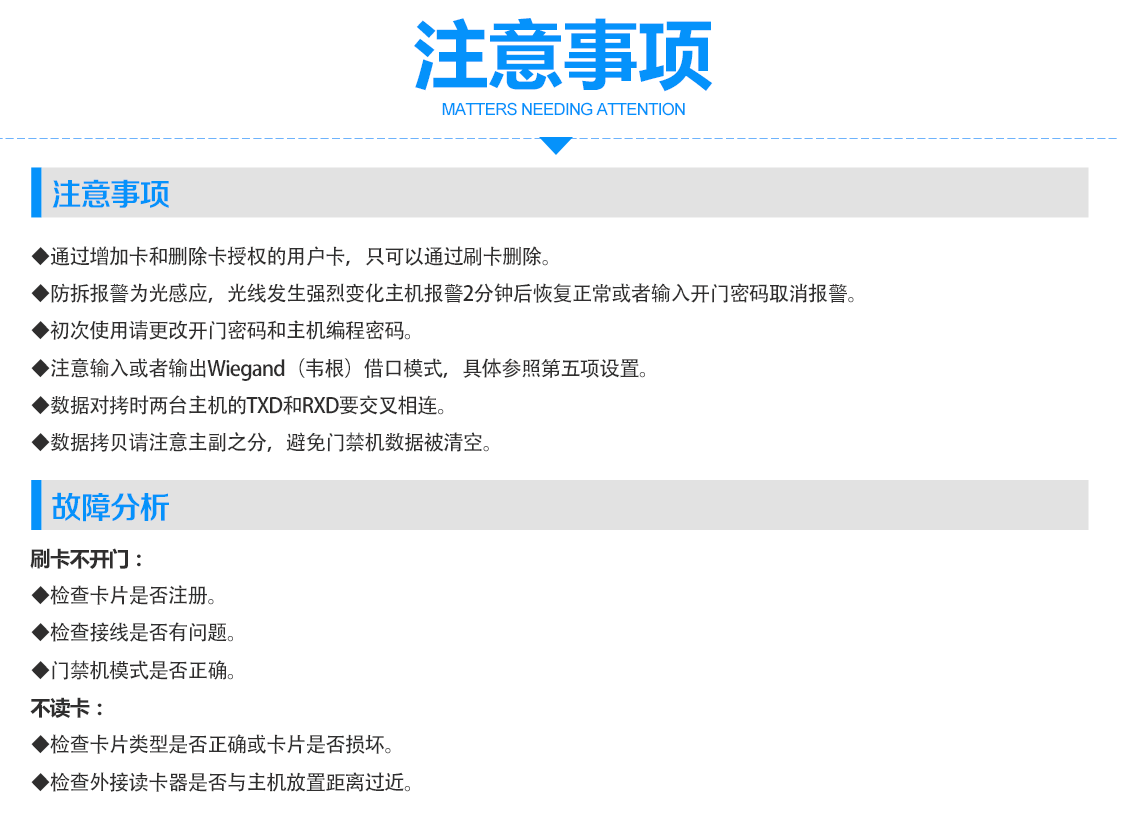 注意事项
MATTERS NEEDING ATTENTION
注意事项
◆通过增加卡和删除卡授权的用户卡，只可以通过刷卡删除。
◆防拆报警为光感应，光线发生强烈变化主机报警2分钟后恢复正常或者输入开门密码取消报警。
◆初次使用请更改开门密码和主机编程密码。
◆注意输入或者输出Wiegand（韦根）借口模式，具体参照第五项设置。
◆数据对拷时两台主机的TXD和RXD要交叉相连。
◆数据拷贝请注意主副之分，避免门禁机数据被清空。
故障分析
刷卡不开门：
◆检查卡片是否注册。
◆检查接线是否有问题。
◆门禁机模式是否正确。
不读卡：
◆检查卡片类型是否正确或卡片是否损坏。
◆检查外接读卡器是否与主机放置距离过近。